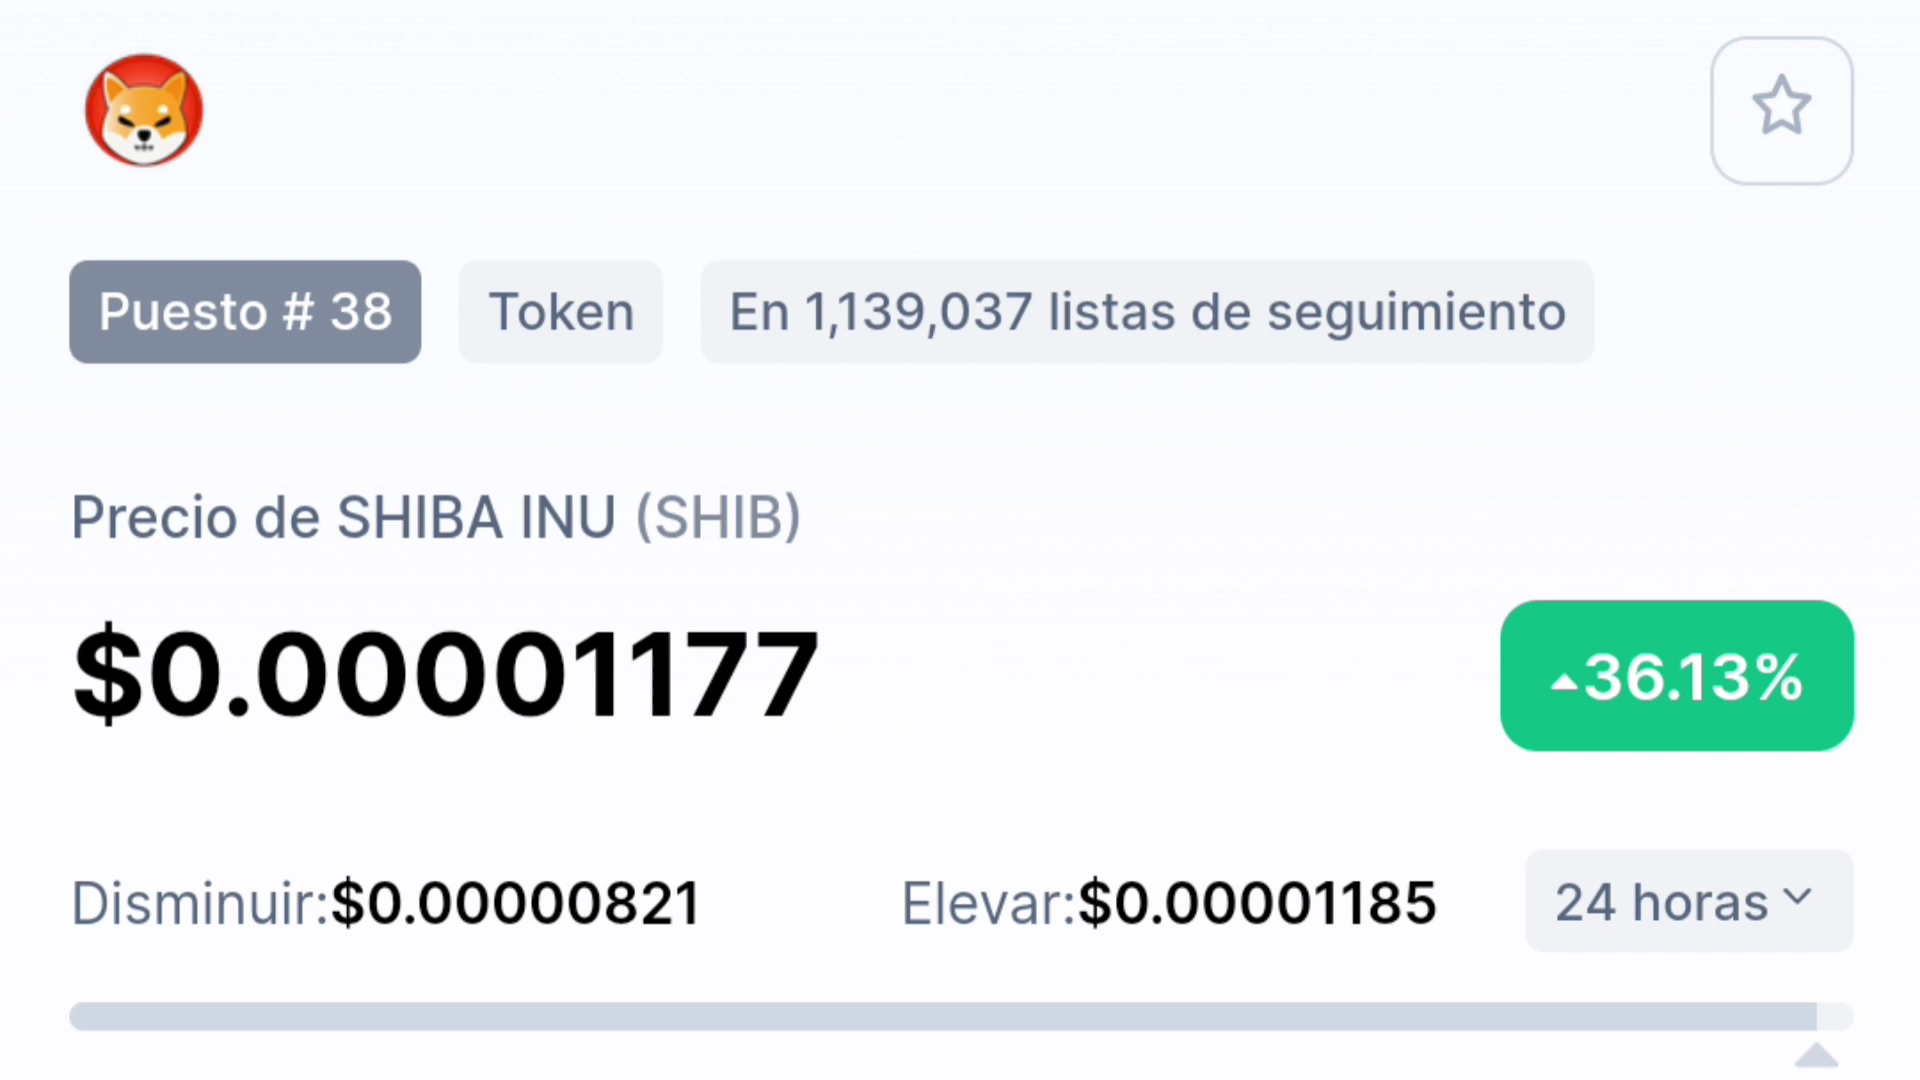 Puesto # 38 Token En 1,139,037 listas de seguimiento
Precio de SHIBA INU (SHIB)
$0.00001177 36.13%
Disminuir:$0.00000821 Elevar:$0.00001185 24 horas